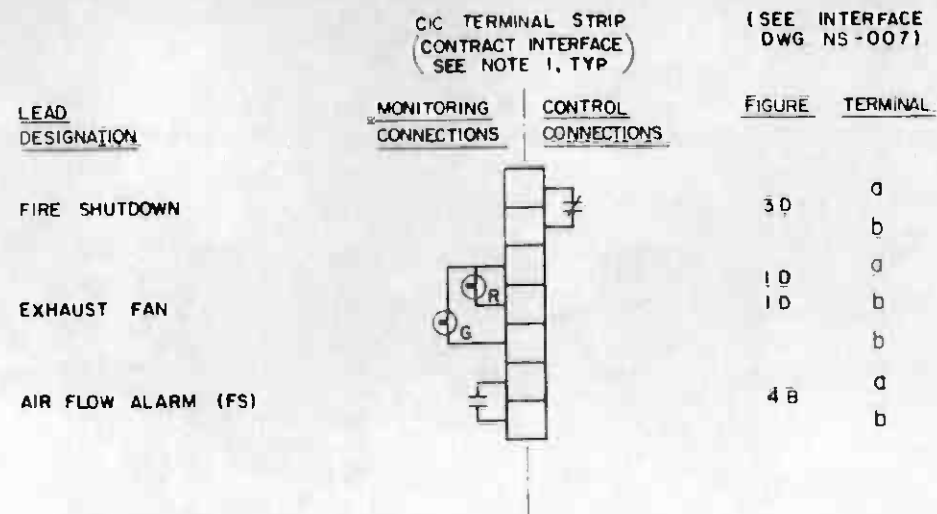 CIC TERMINAL STRIP
(CONTRACT INTERFACE)
SEE NOTE 1, TYP
(SEE INTERFACE
DWG NS-007)
LEAD
DESIGNATION
MONITORING
CONNECTIONS
CONTROL
CONNECTIONS
FIGURE
TERMINAL
FIRE SHUTDOWN
3D
a
b
EXHAUST FAN
R
G
1D
1D
a
b
b
AIR FLOW ALARM (FS)
4B
a
b